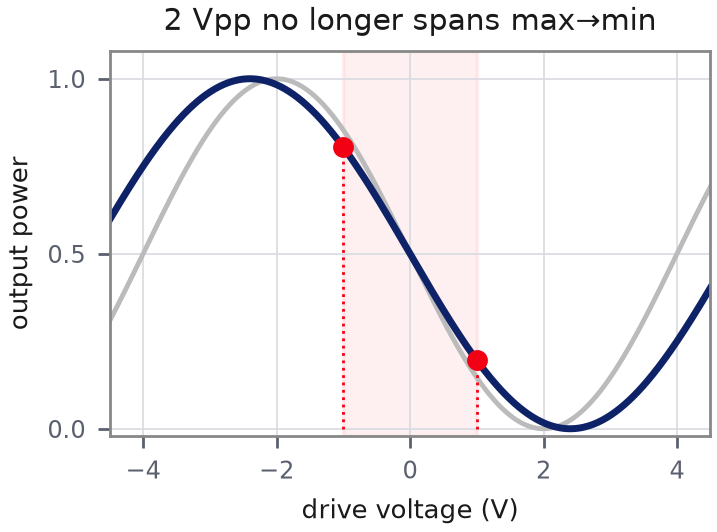 2 Vpp no longer spans max→min
1.0
0.5
0.0
output power
−4 −2 0 2 4
drive voltage (V)